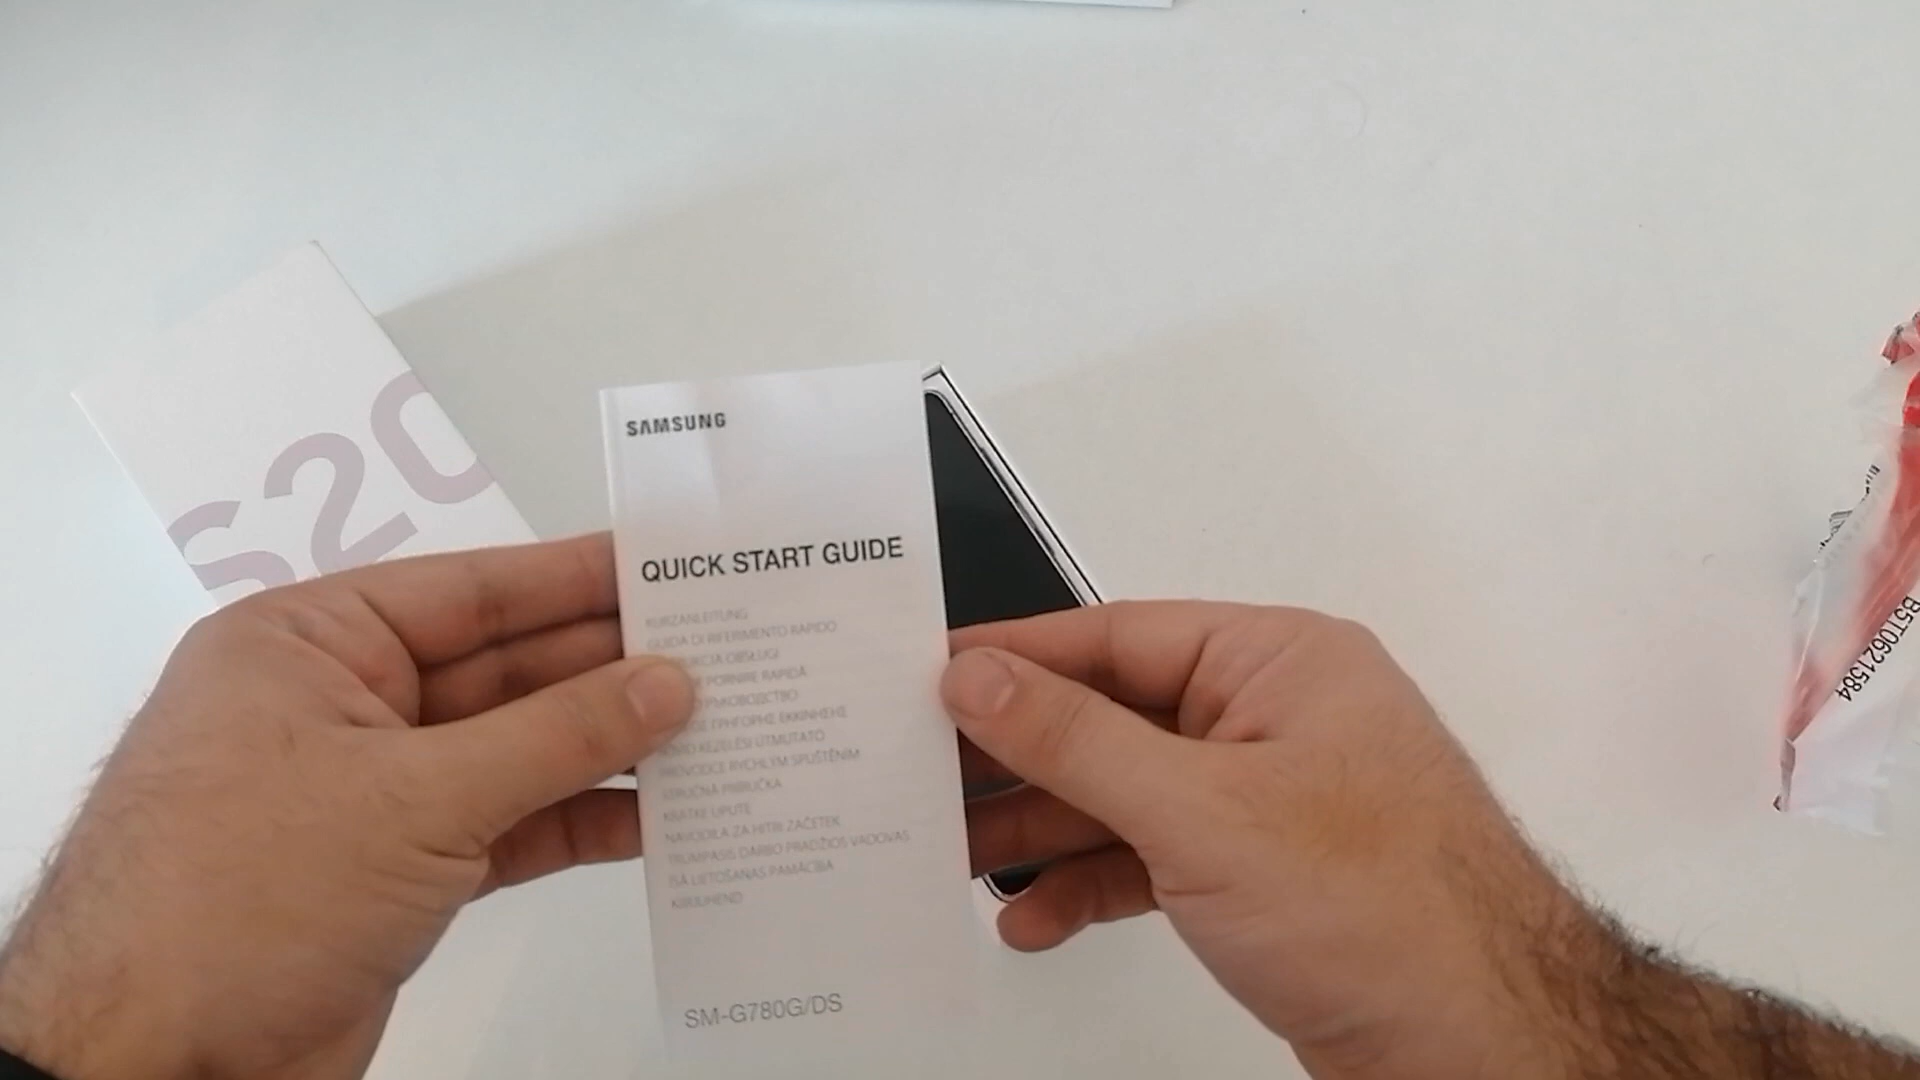 S20
SAMSUNG
QUICK START GUIDE
KURZANLEITUNG
GUIDA DI RIFERIMENTO RAPIDO
OBSŁUGI
PORNIRE RAPIDĂ
РЪКОВОДСТВО
ΓΡΗΓΟΡΗΣ ΕΚΚΙΝΗΣΗΣ
KEZELÉSI ÚTMUTATÓ
PRŮVODCE RYCHLÝM SPUŠTĚNÍM
STRUČNÁ PRÍRUČKA
KRATKE UPUTE
NAVODILA ZA HITRI ZAČETEK
TRUMPASIS DARBO PRADŽIOS VADOVAS
ĪSĀ LIETOŠANAS PAMĀCĪBA
KIIRJUHEND
SM-G780G/DS
B5T0621584